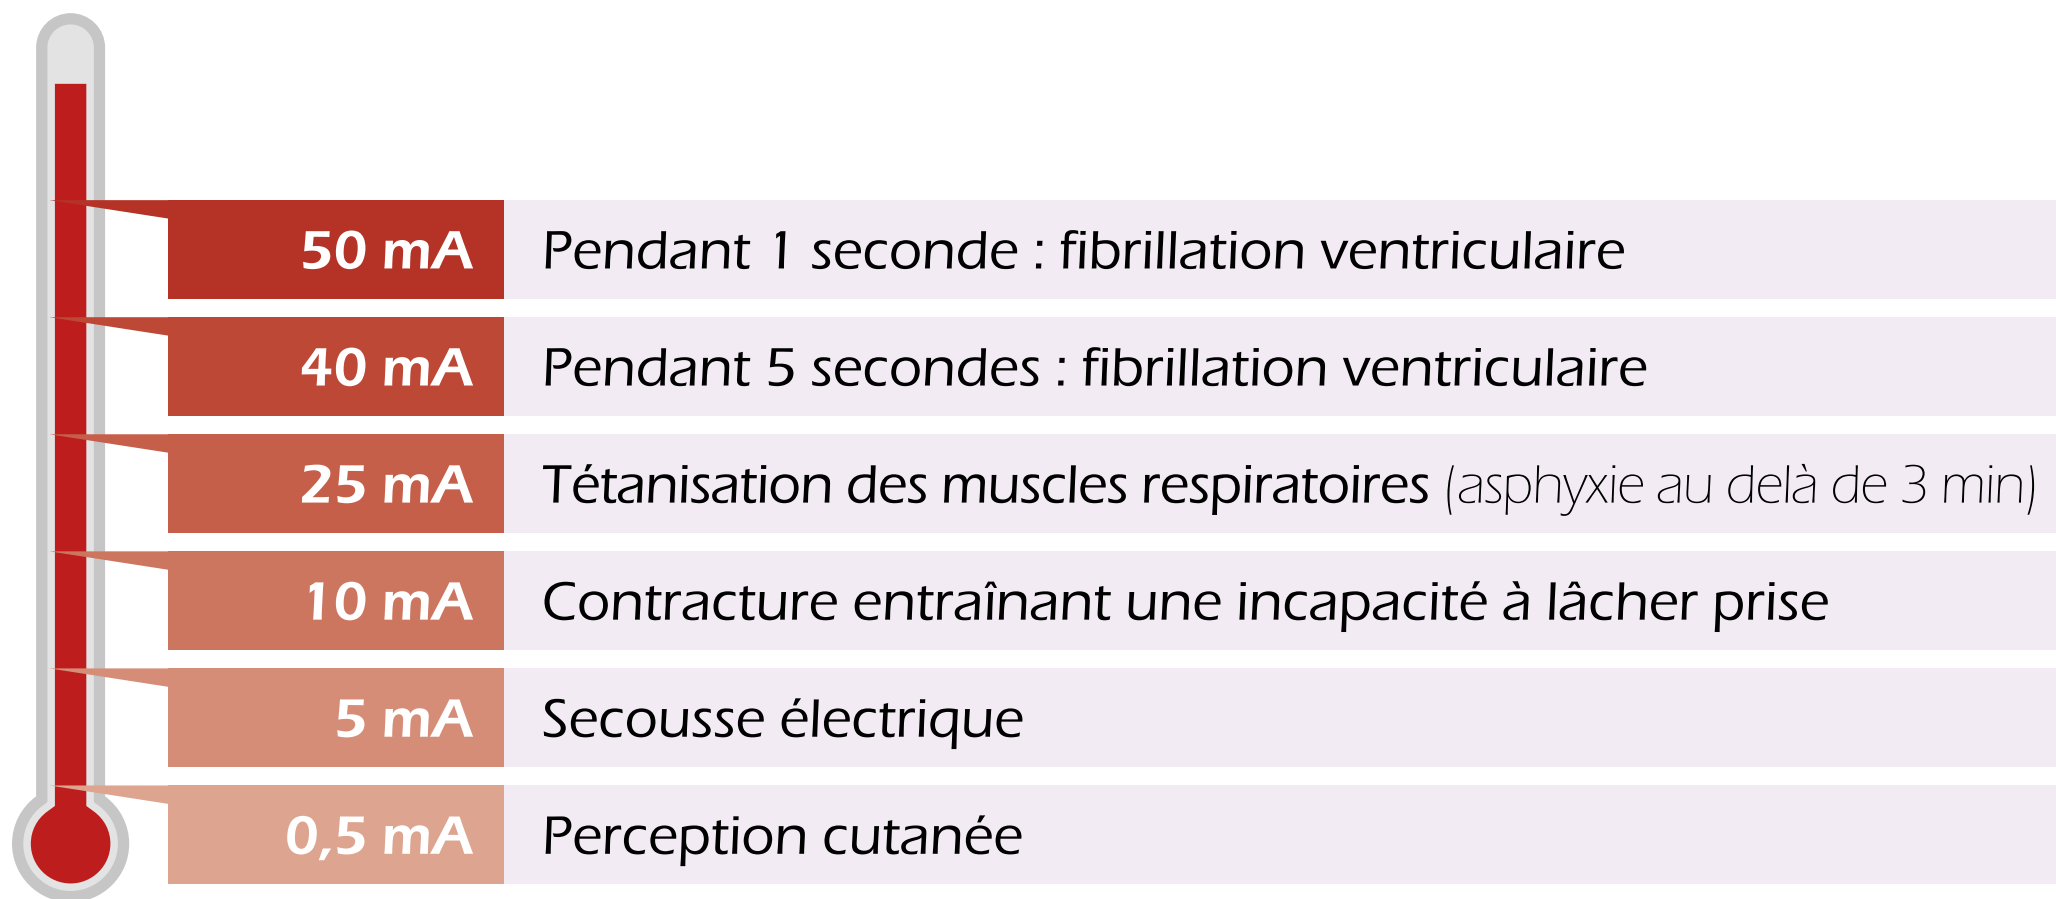 50 mA Pendant 1 seconde : fibrillation ventriculaire
40 mA Pendant 5 secondes : fibrillation ventriculaire
25 mA Tétanisation des muscles respiratoires (asphyxie au delà de 3 min)
10 mA Contracture entraînant une incapacité à lâcher prise
5 mA Secousse électrique
0,5 mA Perception cutanée